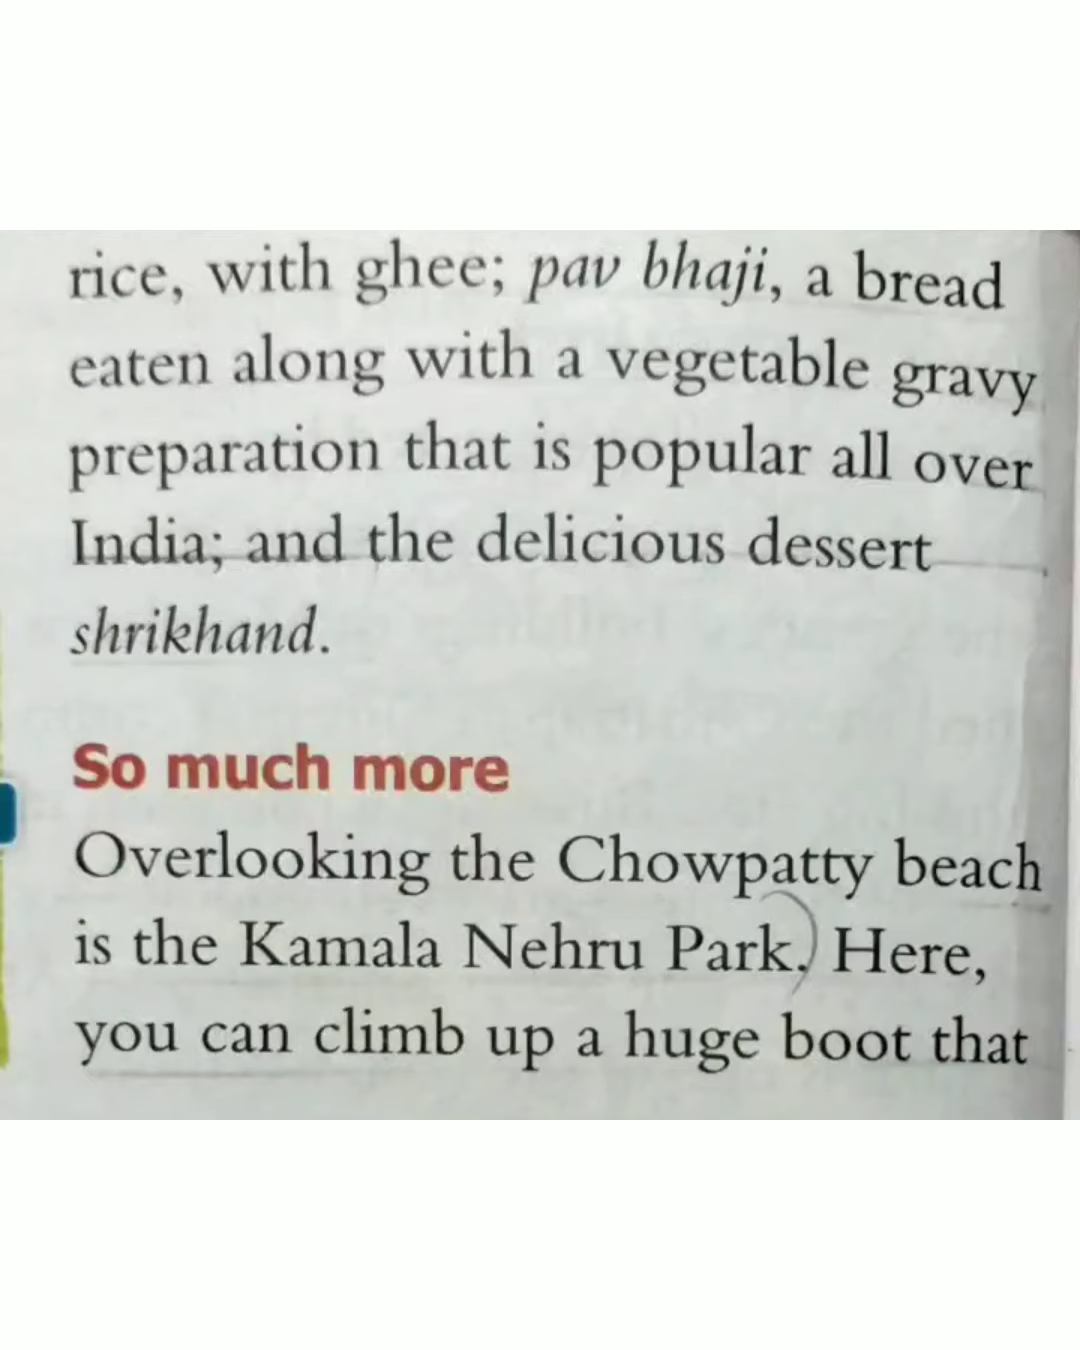 rice, with ghee; pav bhaji, a bread
eaten along with a vegetable gravy
preparation that is popular all over
India; and the delicious dessert
shrikhand.
So much more
Overlooking the Chowpatty beach
is the Kamala Nehru Park. Here,
you can climb up a huge boot that